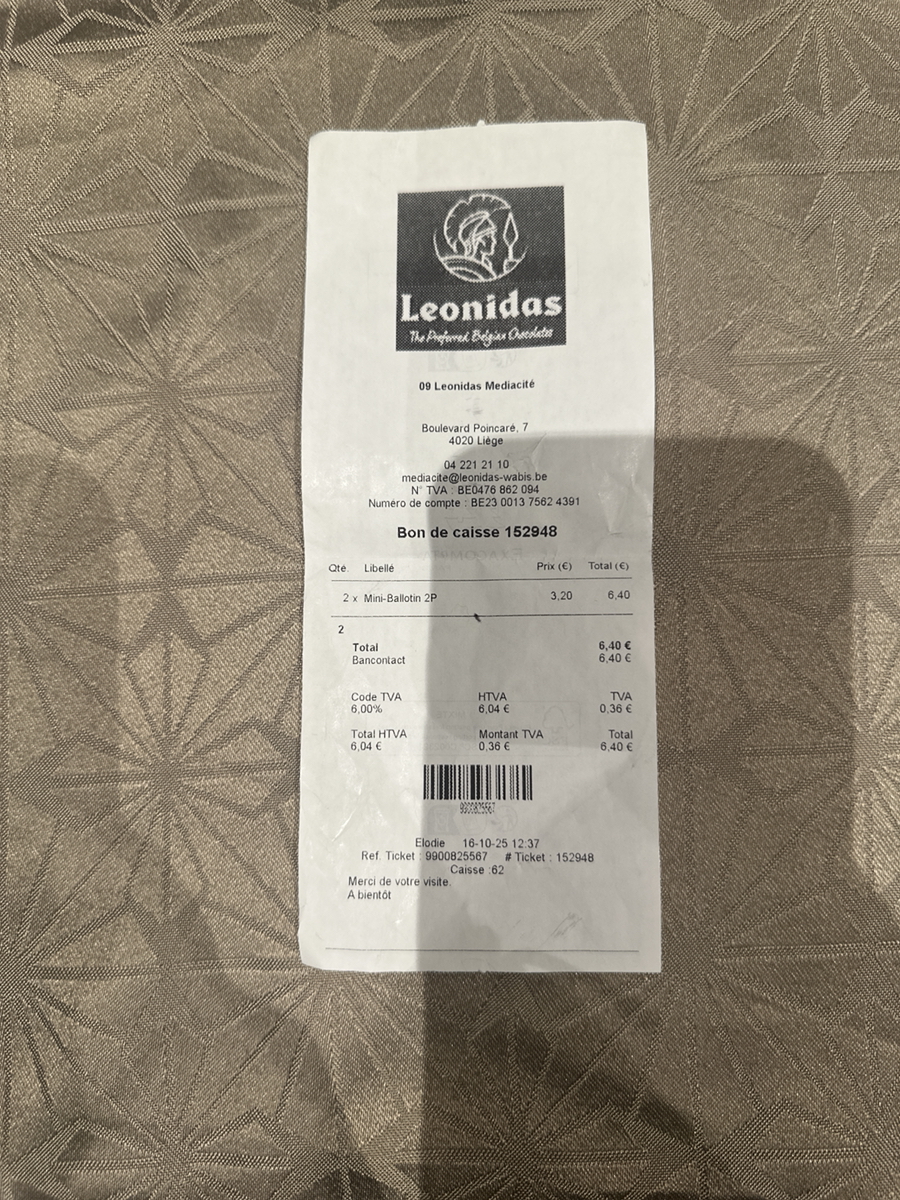 Leonidas
The Preferred Belgian Chocolates
09 Leonidas Mediacité
Boulevard Poincaré, 7
4020 Liège
04 221 21 10
mediacite@leonidas-wabis.be
N° TVA : BE0476 862 094
Numéro de compte : BE23 0013 7562 4391
Bon de caisse 152948
Qté. Libellé Prix (€) Total (€)
2 x Mini-Ballotin 2P 3,20 6,40
2
Total 6,40 €
Bancontact 6,40 €
Code TVA HTVA TVA
6,00% 6,04 € 0,36 €
Total HTVA Montant TVA Total
6,04 € 0,36 € 6,40 €
9900825567
Elodie 16-10-25 12:37
Ref. Ticket : 9900825567 # Ticket : 152948
Caisse :62
Merci de votre visite.
A bientôt